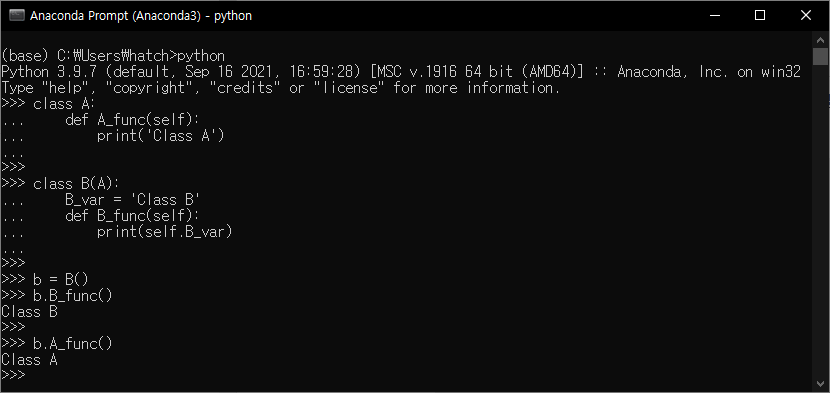 Anaconda Prompt (Anaconda3) - python
(base) C:₩Users₩hatch>python
Python 3.9.7 (default, Sep 16 2021, 16:59:28) [MSC v.1916 64 bit (AMD64)] :: Anaconda, Inc. on win32
Type "help", "copyright", "credits" or "license" for more information.
>>> class A:
...     def A_func(self):
...         print('Class A')
...
>>>
>>> class B(A):
...     B_var = 'Class B'
...     def B_func(self):
...         print(self.B_var)
...
>>>
>>> b = B()
>>> b.B_func()
Class B
>>>
>>> b.A_func()
Class A
>>>